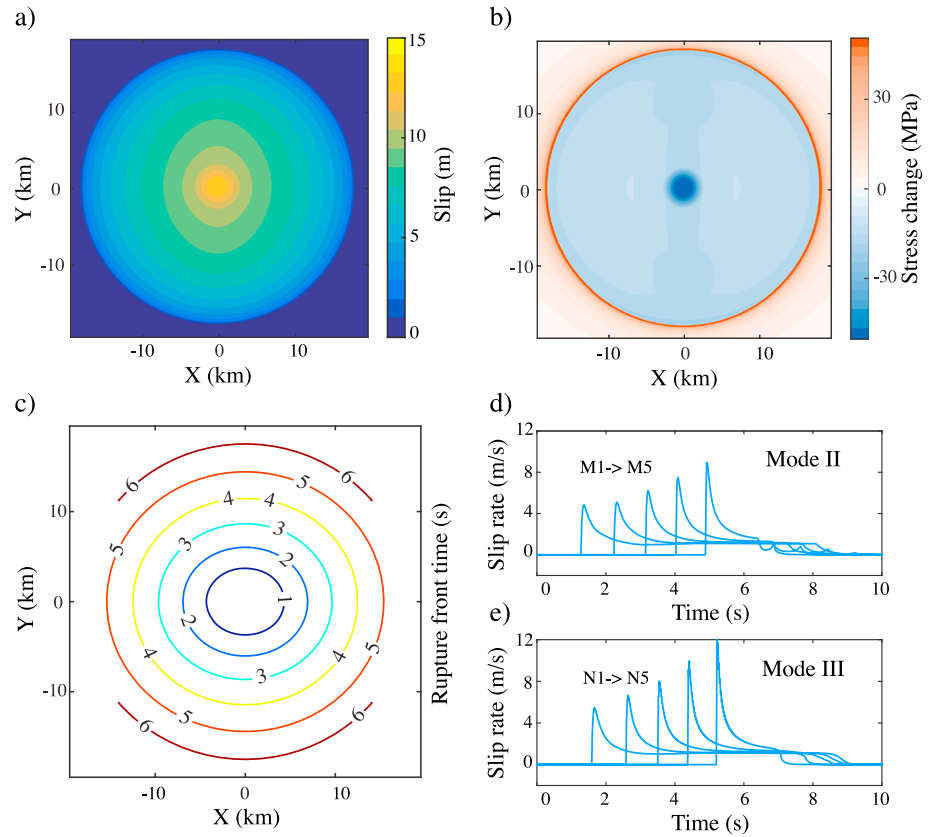 a)
b)
15
10
5
0
Slip (m)
10
0
-10
Y (km)
-10
0
10
X (km)
30
0
-30
Stress change (MPa)
10
0
-10
Y (km)
-10
0
10
X (km)
c)
d)
6
6
5
5
4
4
3
3
2
2
1
5
5
4
4
3
3
6
6
10
0
-10
Y (km)
-10
0
10
X (km)
Rupture front time (s)
12
8
4
0
Slip rate (m/s)
M1-> M5
Mode II
0
2
4
6
8
10
Time (s)
e)
12
8
4
0
Slip rate (m/s)
N1-> N5
Mode III
0
2
4
6
8
10
Time (s)